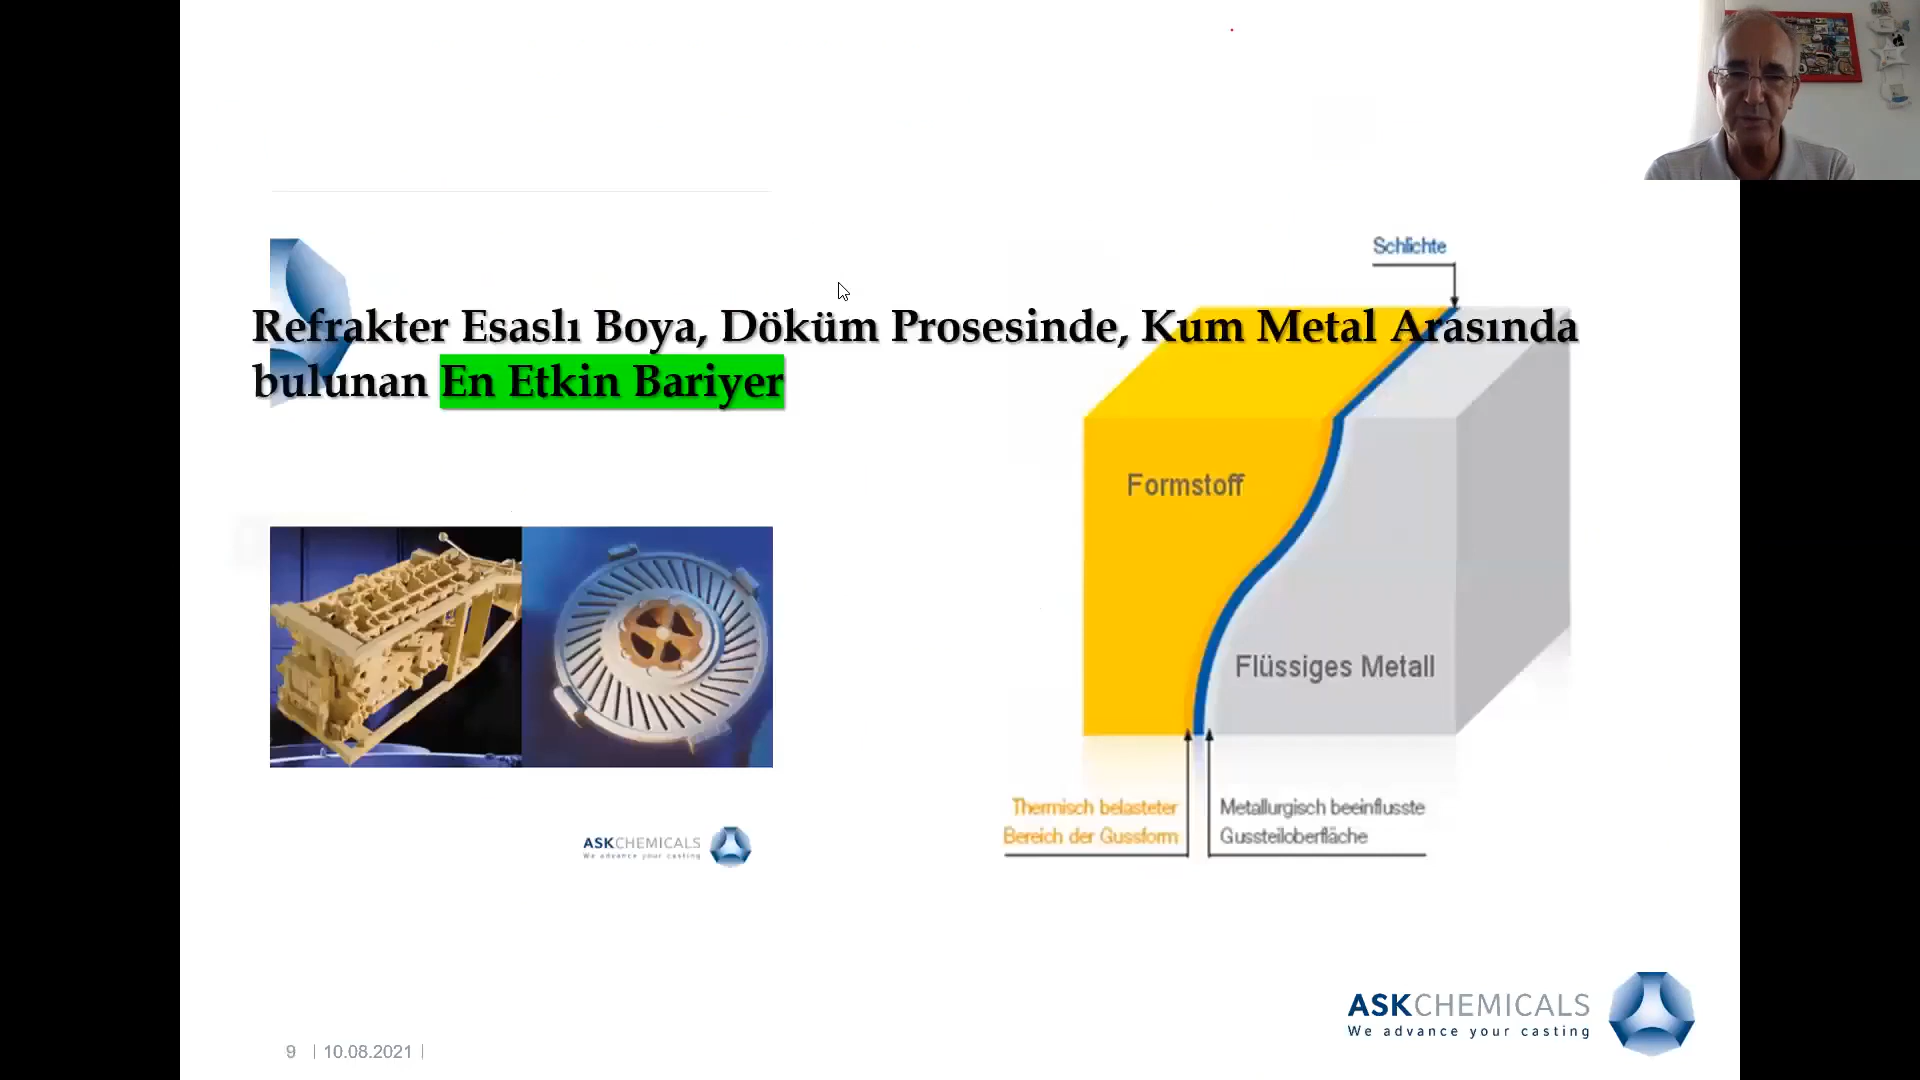 Schlichte
Refrakter Esaslı Boya, Döküm Prosesinde, Kum Metal Arasında
bulunan En Etkin Bariyer
Formstoff
Flüssiges Metall
Thermisch belasteter
Bereich der Gussform
Metallurgisch beeinflusste
Gussteiloberfläche
ASKCHEMICALS
We advance your casting
ASKCHEMICALS
We advance your casting
9 | 10.08.2021 |